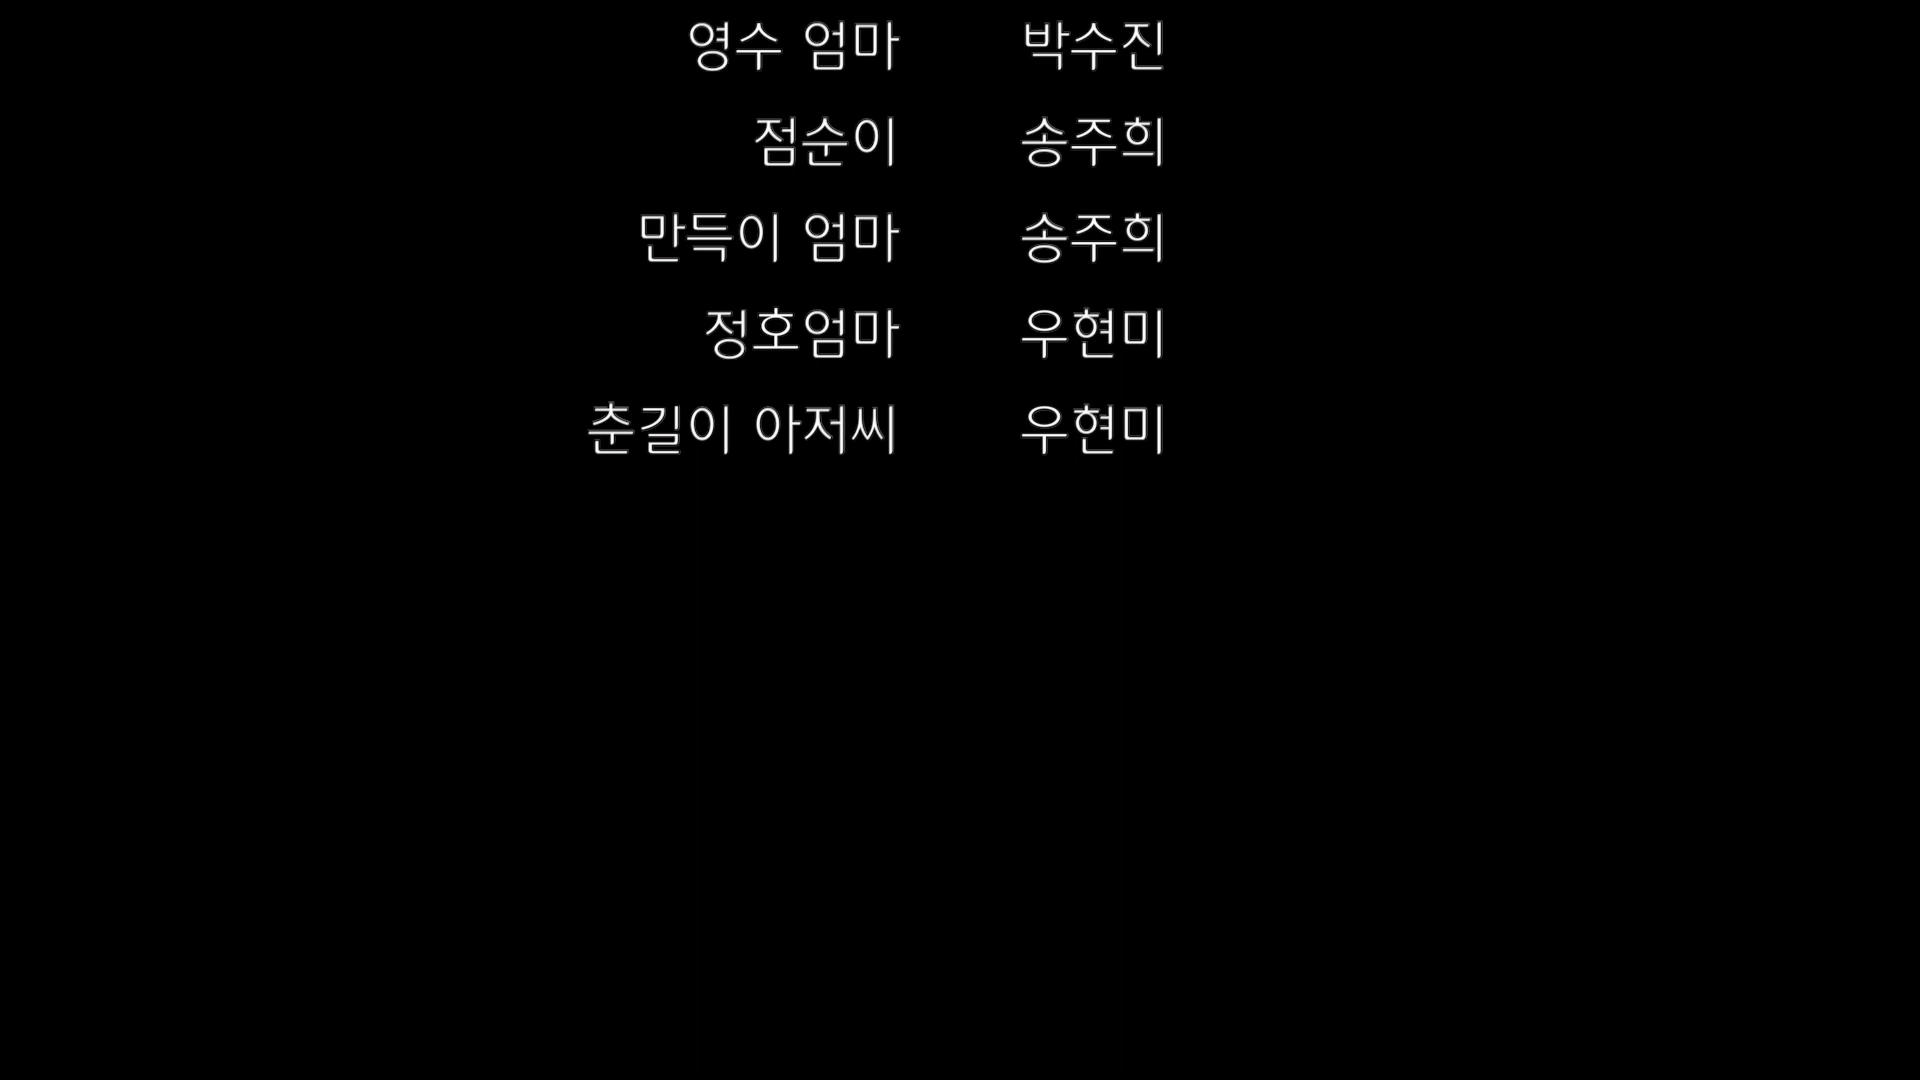 영수 엄마 박수진
점순이 송주희
만득이 엄마 송주희
정호엄마 우현미
춘길이 아저씨 우현미